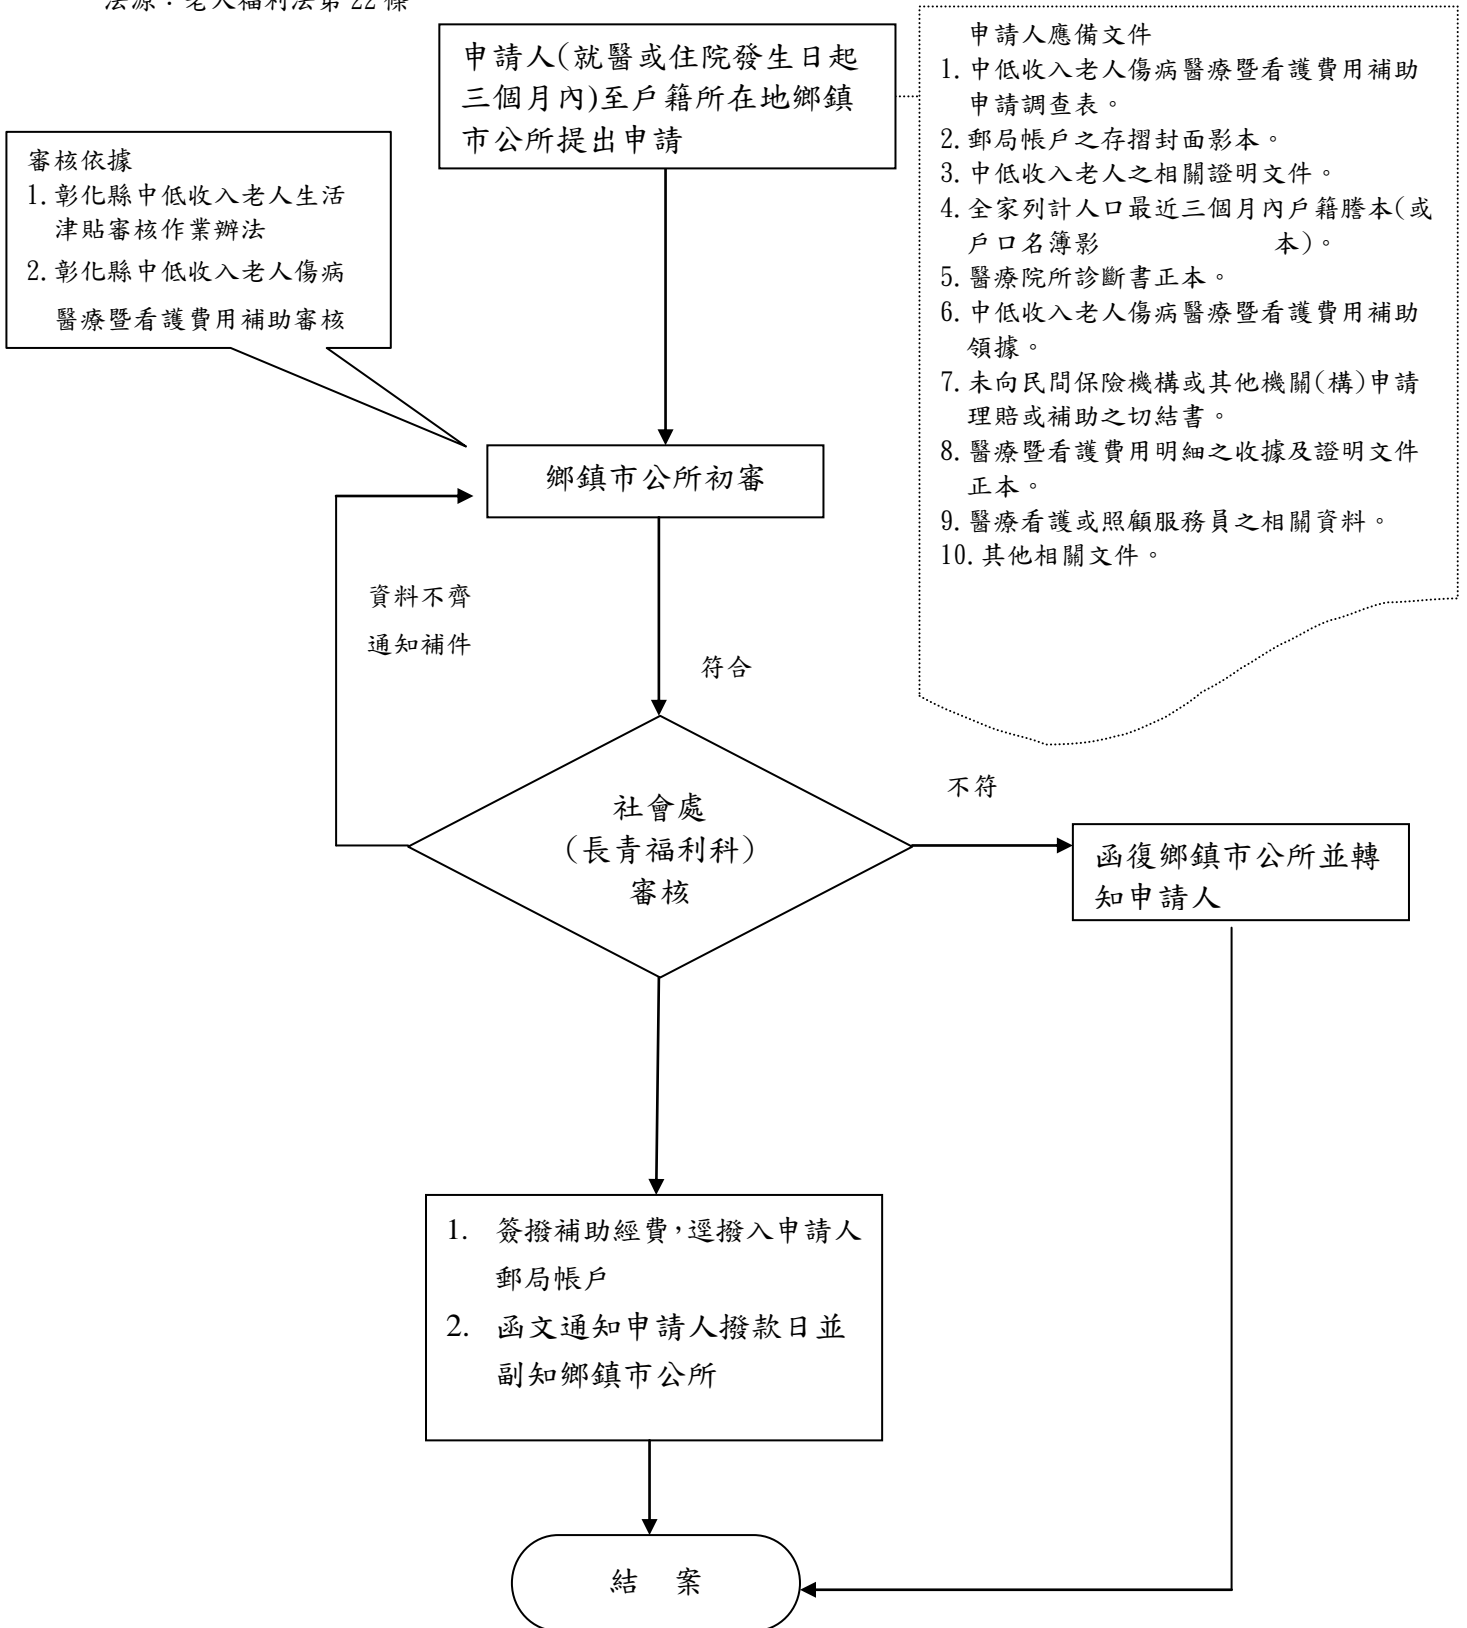 法源：老人福利法第 22 條
申請人(就醫或住院發生日起
三個月內)至戶籍所在地鄉鎮
市公所提出申請
申請人應備文件
1.中低收入老人傷病醫療暨看護費用補助
申請調查表。
2.郵局帳戶之存摺封面影本。
3.中低收入老人之相關證明文件。
4.全家列計人口最近三個月內戶籍謄本(或
戶口名簿影 本)。
5.醫療院所診斷書正本。
6.中低收入老人傷病醫療暨看護費用補助
領據。
7.未向民間保險機構或其他機關(構)申請
理賠或補助之切結書。
8.醫療暨看護費用明細之收據及證明文件
正本。
9.醫療看護或照顧服務員之相關資料。
10.其他相關文件。
審核依據
1.彰化縣中低收入老人生活
津貼審核作業辦法
2.彰化縣中低收入老人傷病
醫療暨看護費用補助審核
鄉鎮市公所初審
資料不齊
通知補件
符合
社會處
(長青福利科)
審核
不符
函復鄉鎮市公所並轉
知申請人
1. 簽撥補助經費，逕撥入申請人
郵局帳戶
2. 函文通知申請人撥款日並
副知鄉鎮市公所
結 案